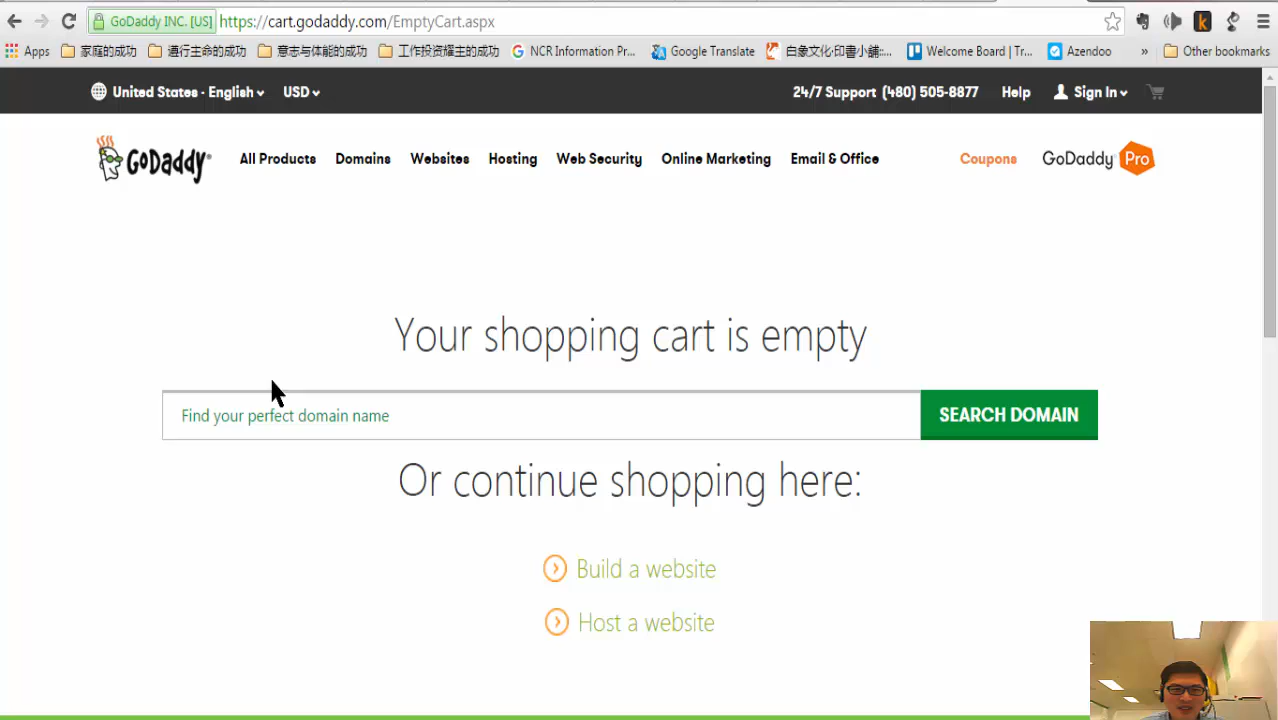 GoDaddy INC. [US] https://cart.godaddy.com/EmptyCart.aspx
Apps 家庭的成功 通行生命的成功 意志与体能的成功 工作投资耀主的成功 NCR Information Pr... Google Translate 白象文化·印書小舖:... Welcome Board | Tr... Azendoo » Other bookmarks
United States - English USD 24/7 Support (480) 505-8877 Help Sign In
GoDaddy All Products Domains Websites Hosting Web Security Online Marketing Email & Office Coupons GoDaddy Pro
Your shopping cart is empty
Find your perfect domain name SEARCH DOMAIN
Or continue shopping here:
Build a website
Host a website